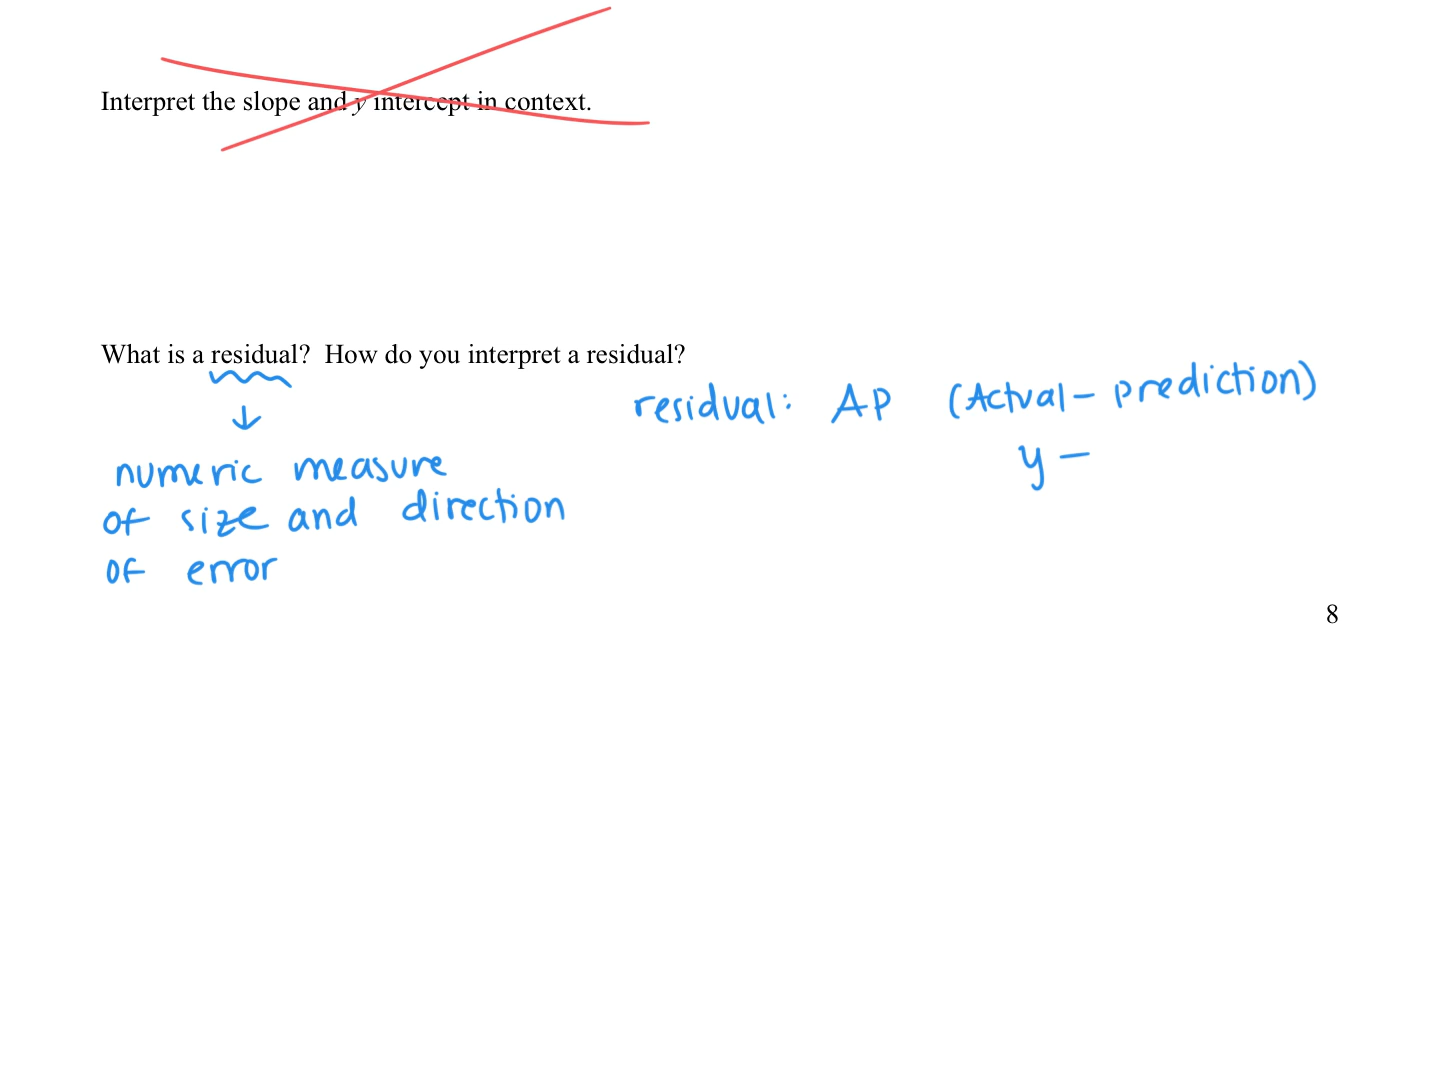 Interpret the slope and y intercept in context.
What is a residual?  How do you interpret a residual?
residual: AP (Actual - prediction)
y -
numeric measure
of size and direction
of error
8